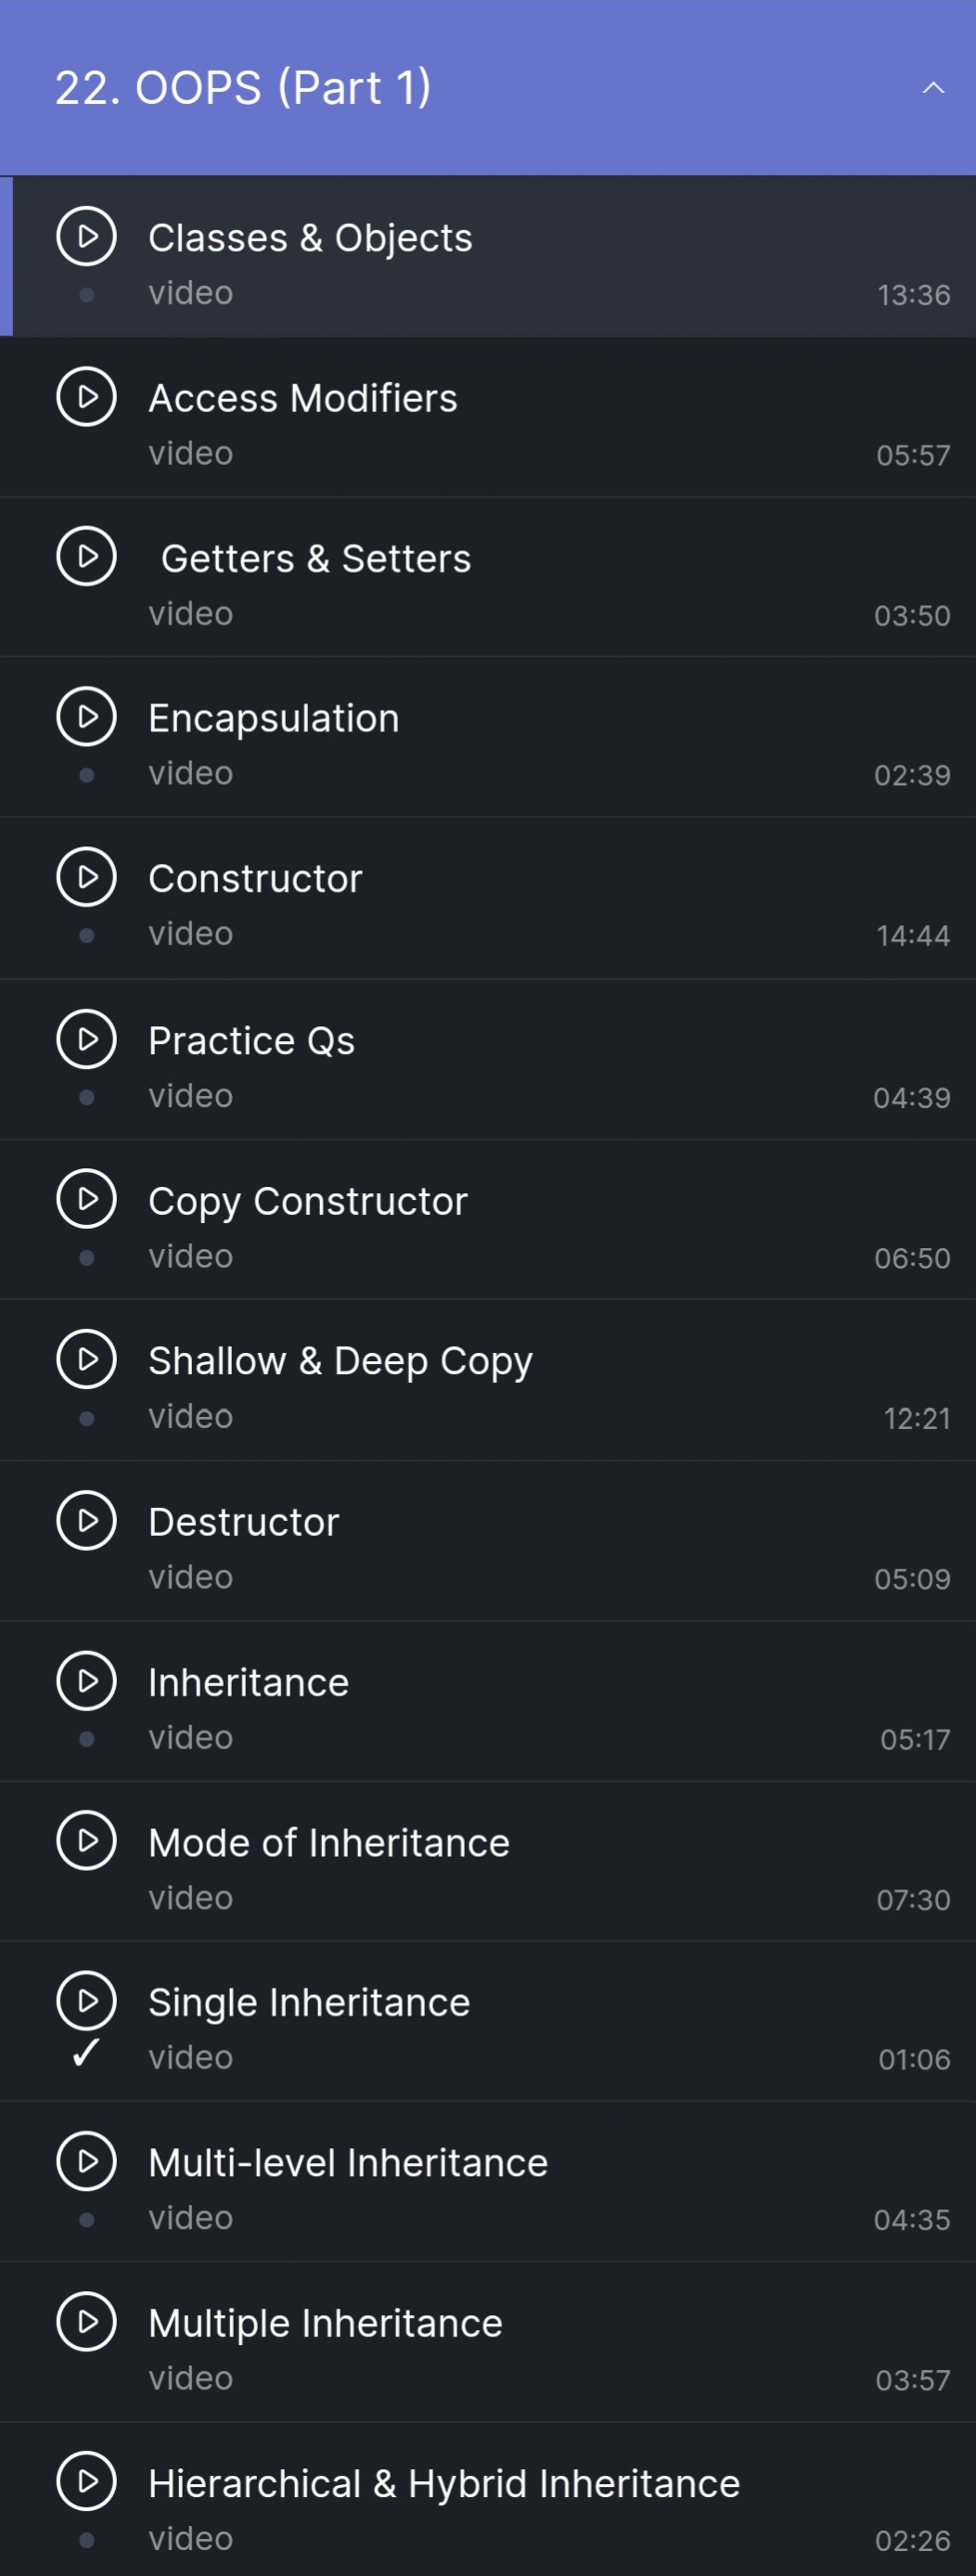 22. OOPS (Part 1)
Classes & Objects
video 13:36
Access Modifiers
video 05:57
Getters & Setters
video 03:50
Encapsulation
video 02:39
Constructor
video 14:44
Practice Qs
video 04:39
Copy Constructor
video 06:50
Shallow & Deep Copy
video 12:21
Destructor
video 05:09
Inheritance
video 05:17
Mode of Inheritance
video 07:30
Single Inheritance
video 01:06
Multi-level Inheritance
video 04:35
Multiple Inheritance
video 03:57
Hierarchical & Hybrid Inheritance
video 02:26